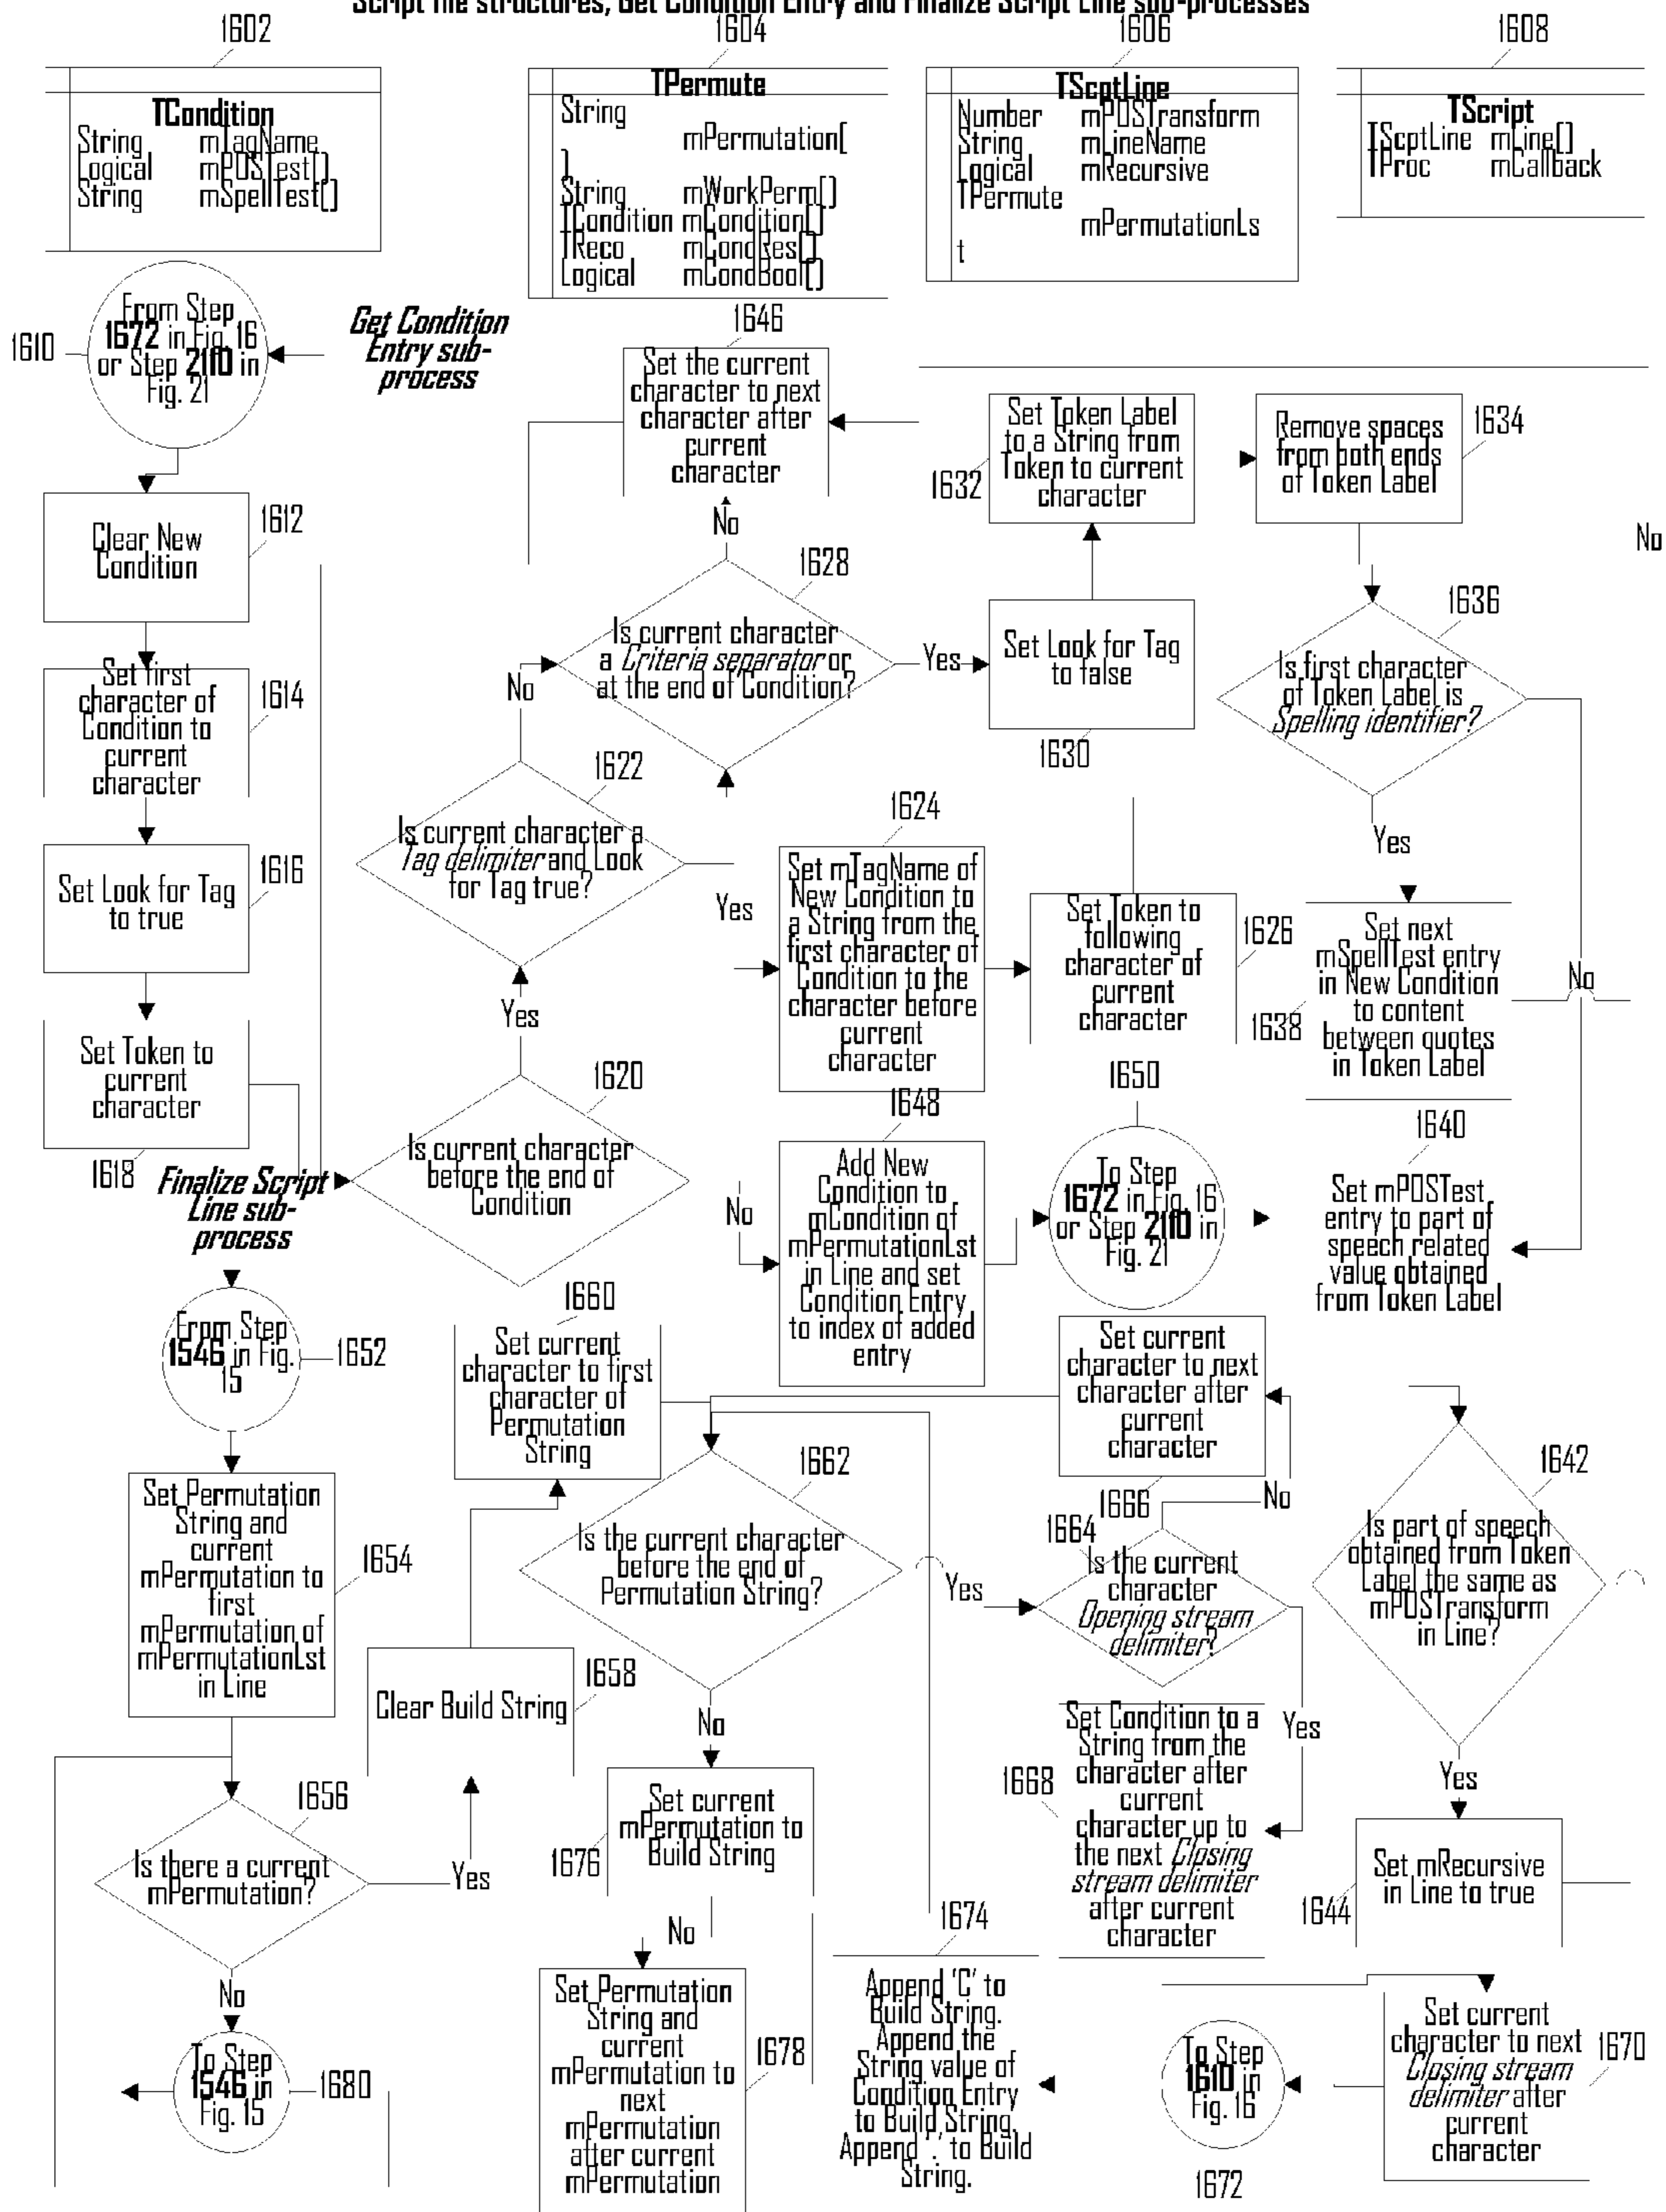 Script file structures, Get Condition Entry and Finalize Script Line sub-processes
1602
1604
1606
1608
TCondition
String mTagName
Logical mPOSTest()
String mSpellTest()
TPermute
String
mPermutation(
)
String mWorkPerm()
TCondition mCondition()
TReco mCondRes()
Logical mCondBool()
TScptLine
Number mPOSTransform
String mLineName
Logical mRecursive
TPermute
mPermutationLs
t
TScript
TScptLine mLine()
TProc mCallback
1610
From Step
1672 in Fig. 16
or Step 21f0 in
Fig. 21
Get Condition
Entry sub-
process
1612
Clear New
Condition
1614
Set first
character of
Condition to
current
character
1616
Set Look for Tag
to true
Set Token to
current
character
1618
1646
Set the current
character to next
character after
current
character
No
1628
Is current character
a Criteria separator or
at the end of Condition?
No
Yes
1622
Is current character a
Tag delimiter and Look
for Tag true?
Yes
Yes
1620
Is current character
before the end of
Condition
No
Set Token Label
to a String from
Token to current
character
1632
Remove spaces
from both ends
of Token Label
1634
No
Set Look for Tag
to false
1630
1636
Is first character
of Token Label is
Spelling identifier?
Yes
No
1624
Set mTagName of
New Condition to
a String from the
first character of
Condition to the
character before
current
character
Set Token to
following
character of
current
character
1626
Set next
mSpellTest entry
in New Condition
to content
between quotes
in Token Label
1638
1648
Add New
Condition to
mCondition of
mPermutationLst
in Line and set
Condition Entry
to index of added
entry
1650
To Step
1672 in Fig. 16
or Step 21f0 in
Fig. 21
1640
Set mPOSTest
entry to part of
speech related
value obtained
from Token Label
Finalize Script
Line sub-
process
From Step
1546 in Fig.
15
1652
Set Permutation
String and
current
mPermutation to
first
mPermutation of
mPermutationLst
in Line
1654
1656
Is there a current
mPermutation?
Yes
No
To Step
1546 in
Fig. 15
1680
1660
Set current
character to first
character of
Permutation
String
1658
Clear Build String
1662
Is the current character
before the end of
Permutation String?
Yes
No
Set current
mPermutation to
Build String
1676
No
Set Permutation
String and
current
mPermutation to
next
mPermutation
after current
mPermutation
1678
Set current
character to next
character after
current
character
1666
No
1664
Is the current
character
Opening stream
delimiter?
Yes
Set Condition to a
String from the
character after
current
character up to
the next Closing
stream delimiter
after current
character
1668
1642
Is part of speech
obtained from Token
Label the same as
mPOSTransform
in Line?
Yes
Set mRecursive
in Line to true
1644
1674
Append 'C' to
Build String.
Append the
String value of
Condition Entry
to Build String.
Append '.' to Build
String.
To Step
1610 in
Fig. 16
1672
Set current
character to next
Closing stream
delimiter after
current
character
1670